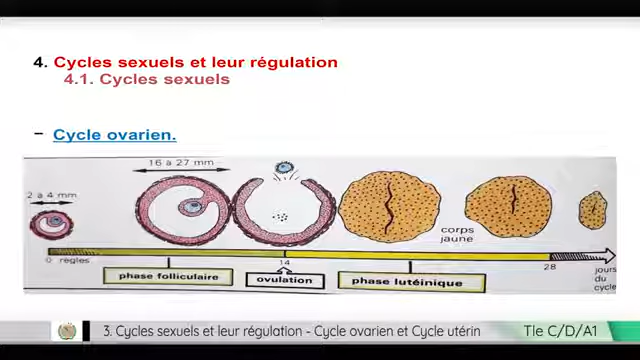 4. Cycles sexuels et leur régulation
4.1. Cycles sexuels
- Cycle ovarien.
16 à 27 mm
2 à 4 mm
corps
jaune
0 règles
14
28
jours
du
cycle
phase folliculaire
ovulation
phase lutéinique
3. Cycles sexuels et leur régulation - Cycle ovarien et Cycle utérin
Tle C/D/A1